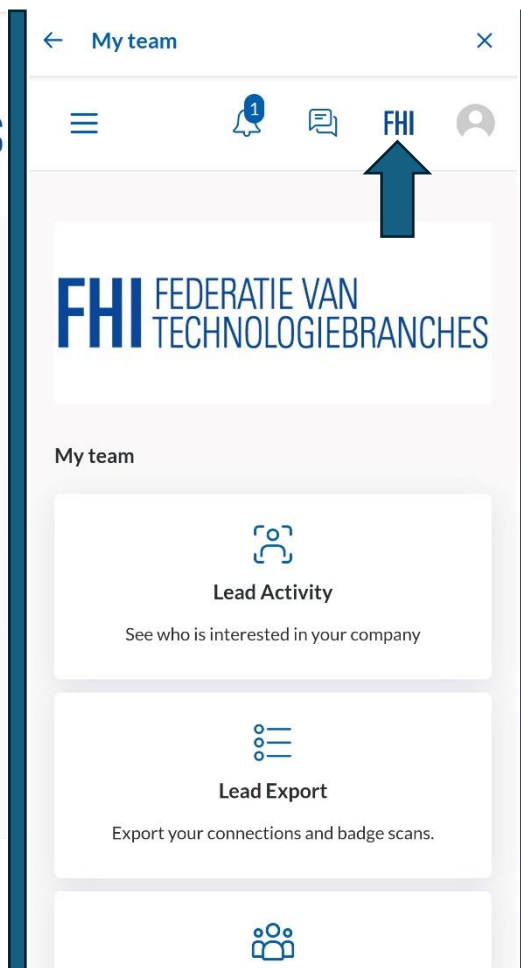 My team
1
FHI
FHI FEDERATIE VAN
TECHNOLOGIEBRANCHES
My team
Lead Activity
See who is interested in your company
Lead Export
Export your connections and badge scans.